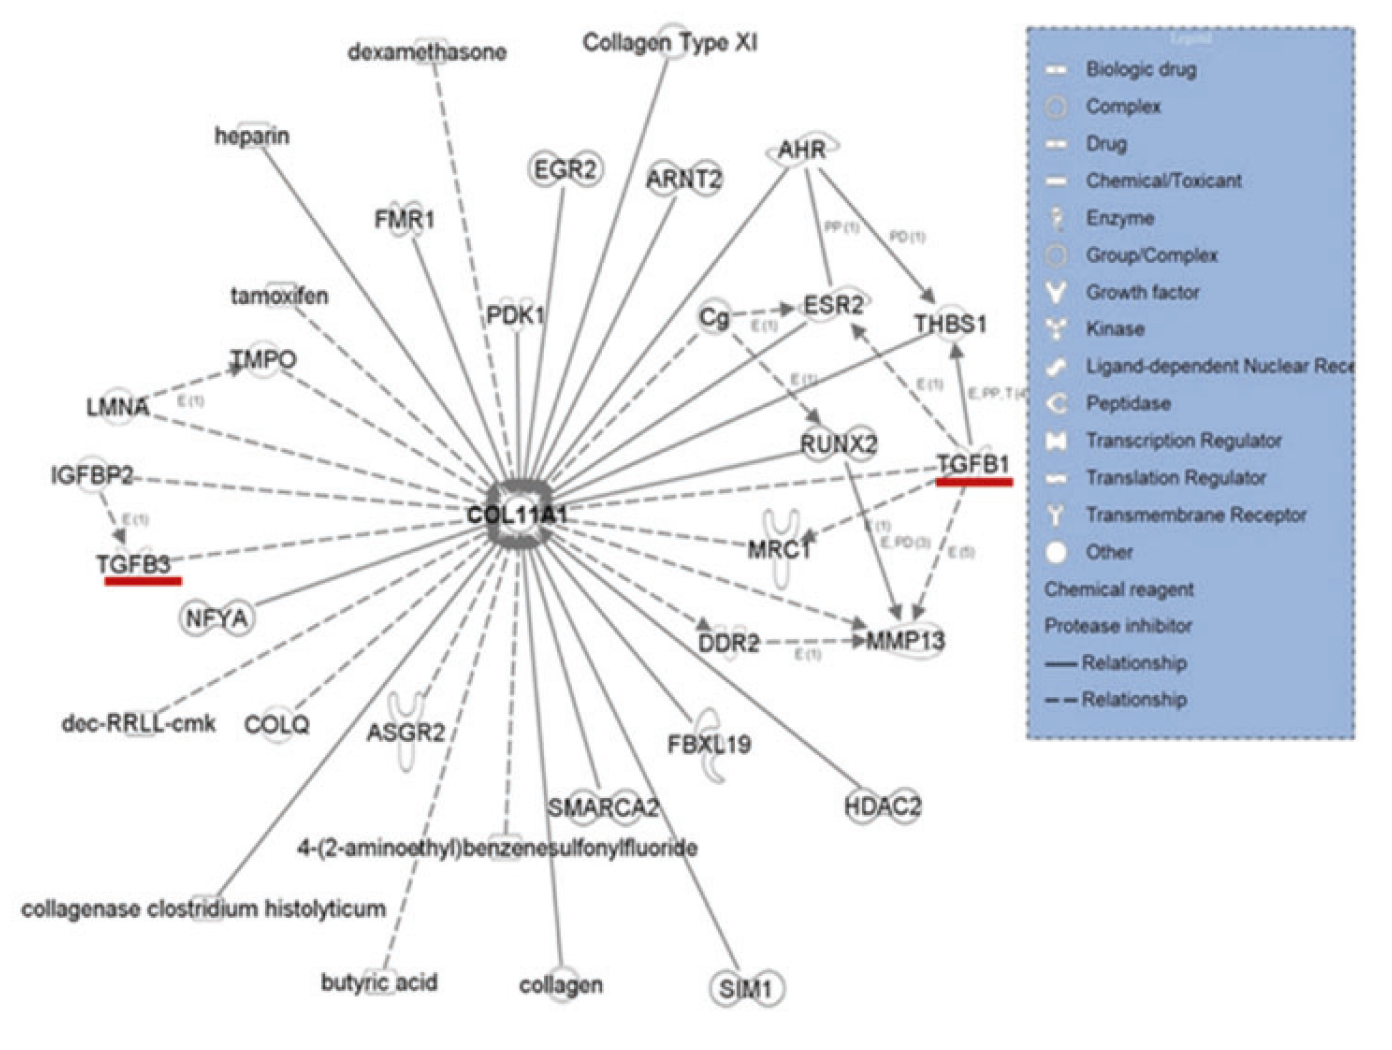 dexamethasone
Collagen Type XI
heparin
EGR2
ARNT2
AHR
FMR1
PP (1)
PD (1)
tamoxifen
PDK1
Cg
E (1)
ESR2
THBS1
TMPO
LMNA
E (1)
E (1)
E (1)
E, PP, T (4
RUNX2
TGFB1
IGFBP2
E (1)
COL11A1
TGFB3
MRC1
E (1)
E, PD (3)
E (5)
NFYA
DDR2
E (1)
MMP13
dec-RRLL-cmk
COLQ
ASGR2
FBXL19
SMARCA2
HDAC2
4-(2-aminoethyl)benzenesulfonylfluoride
collagenase clostridium histolyticum
butyric acid
collagen
SIM1
Legend
Biologic drug
Complex
Drug
Chemical/Toxicant
Enzyme
Group/Complex
Growth factor
Kinase
Ligand-dependent Nuclear Rece
Peptidase
Transcription Regulator
Translation Regulator
Transmembrane Receptor
Other
Chemical reagent
Protease inhibitor
Relationship
Relationship